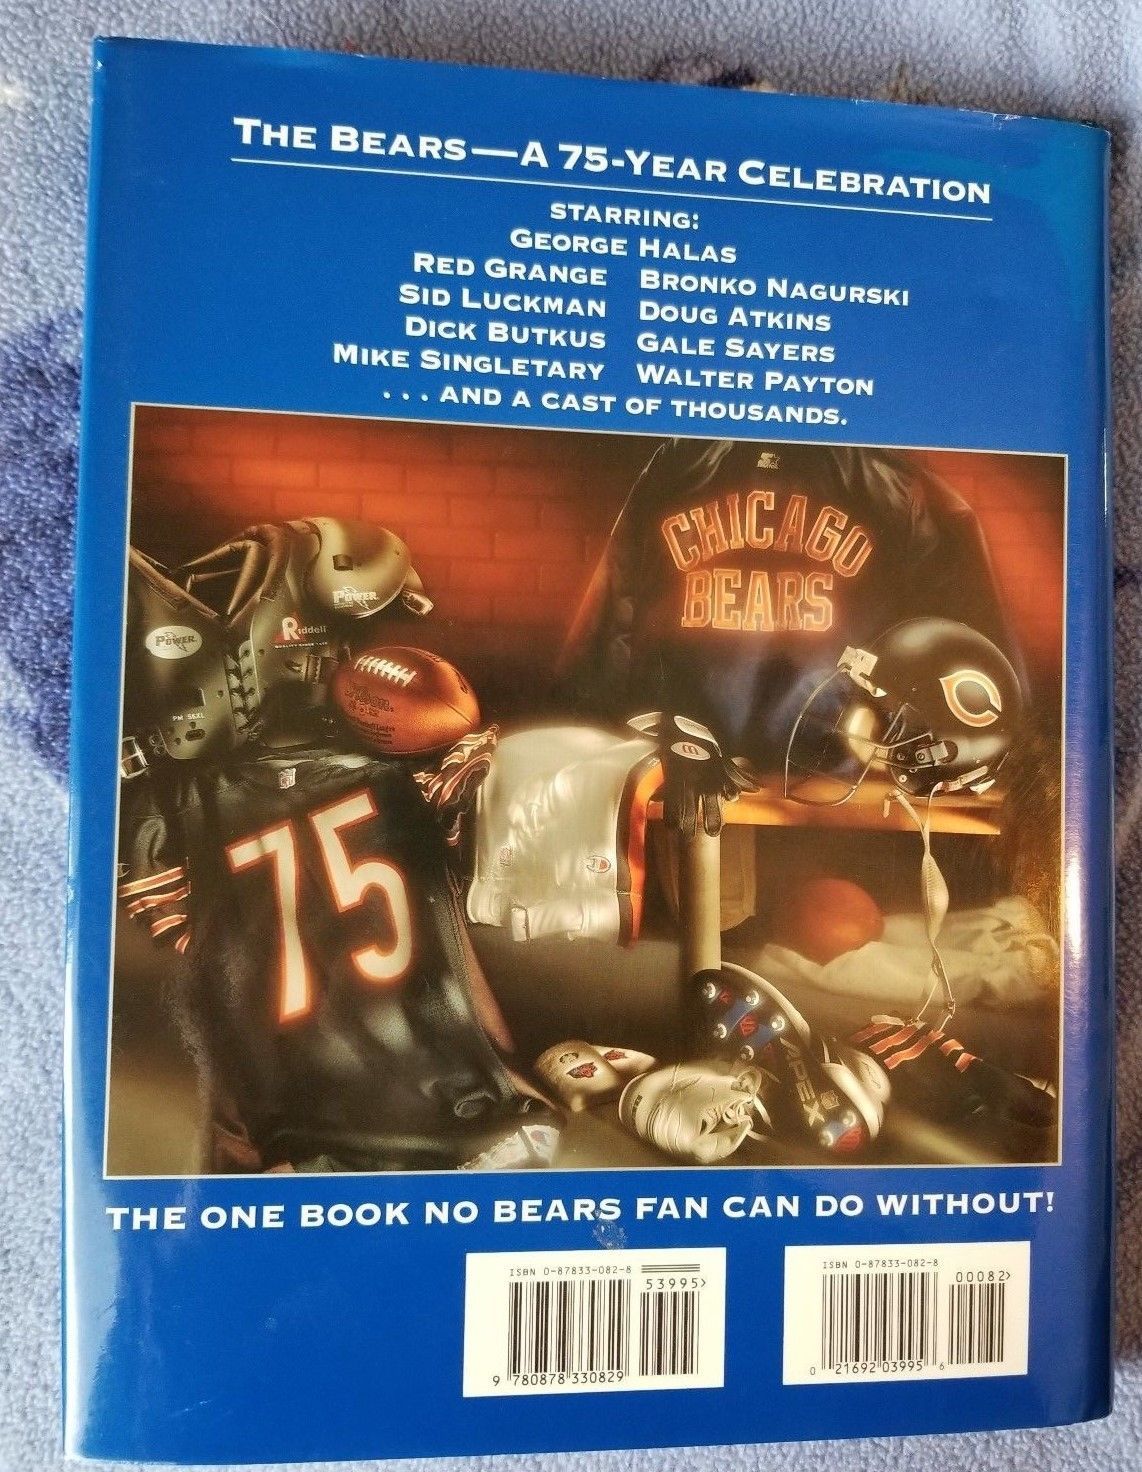 THE BEARS—A 75-YEAR CELEBRATION
STARRING:
GEORGE HALAS
RED GRANGE BRONKO NAGURSKI
SID LUCKMAN DOUG ATKINS
DICK BUTKUS GALE SAYERS
MIKE SINGLETARY WALTER PAYTON
. . . AND A CAST OF THOUSANDS.
CHICAGO
BEARS
POWER
POWER
Riddell
PM SEXL
Wilson
75
APEX
THE ONE BOOK NO BEARS FAN CAN DO WITHOUT!
ISBN 0-87833-082-8
53995>
9 780878 330829
ISBN 0-87833-082-8
00082>
0 21692 03995 6